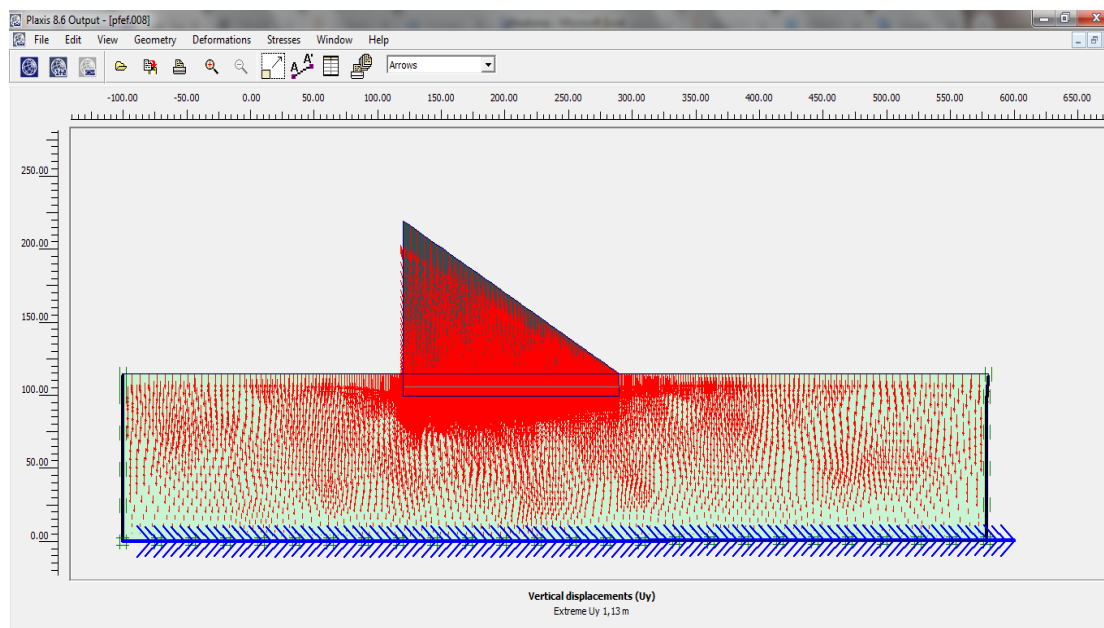 Plaxis 8.6 Output - [pfef.008]
File Edit View Geometry Deformations Stresses Window Help
Arrows
-100.00 -50.00 0.00 50.00 100.00 150.00 200.00 250.00 300.00 350.00 400.00 450.00 500.00 550.00 600.00 650.00
250.00
200.00
150.00
100.00
50.00
0.00
Vertical displacements (Uy)
Extreme Uy 1,13 m